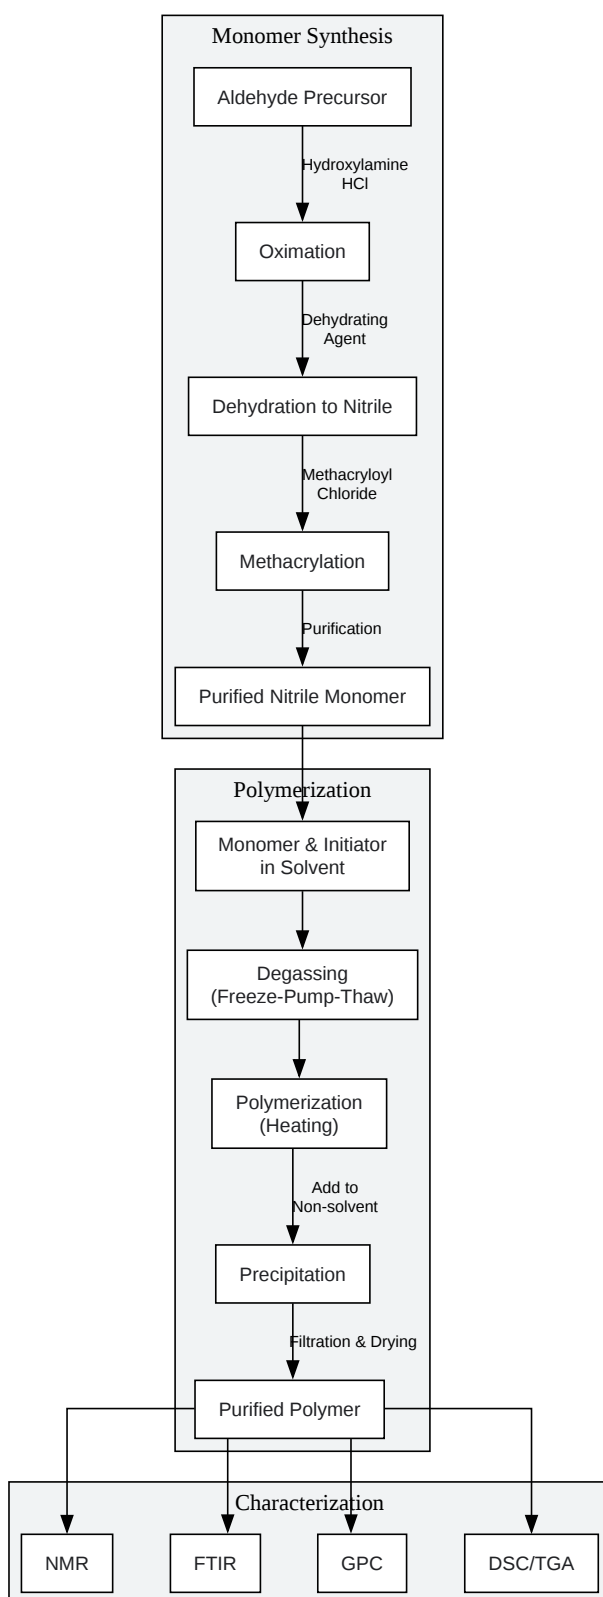 Monomer Synthesis
Aldehyde Precursor
Hydroxylamine
HCl
Oximation
Dehydrating
Agent
Dehydration to Nitrile
Methacryloyl
Chloride
Methacrylation
Purification
Purified Nitrile Monomer
Polymerization
Monomer & Initiator
in Solvent
Degassing
(Freeze-Pump-Thaw)
Polymerization
(Heating)
Add to
Non-solvent
Precipitation
Filtration & Drying
Purified Polymer
Characterization
NMR
FTIR
GPC
DSC/TGA